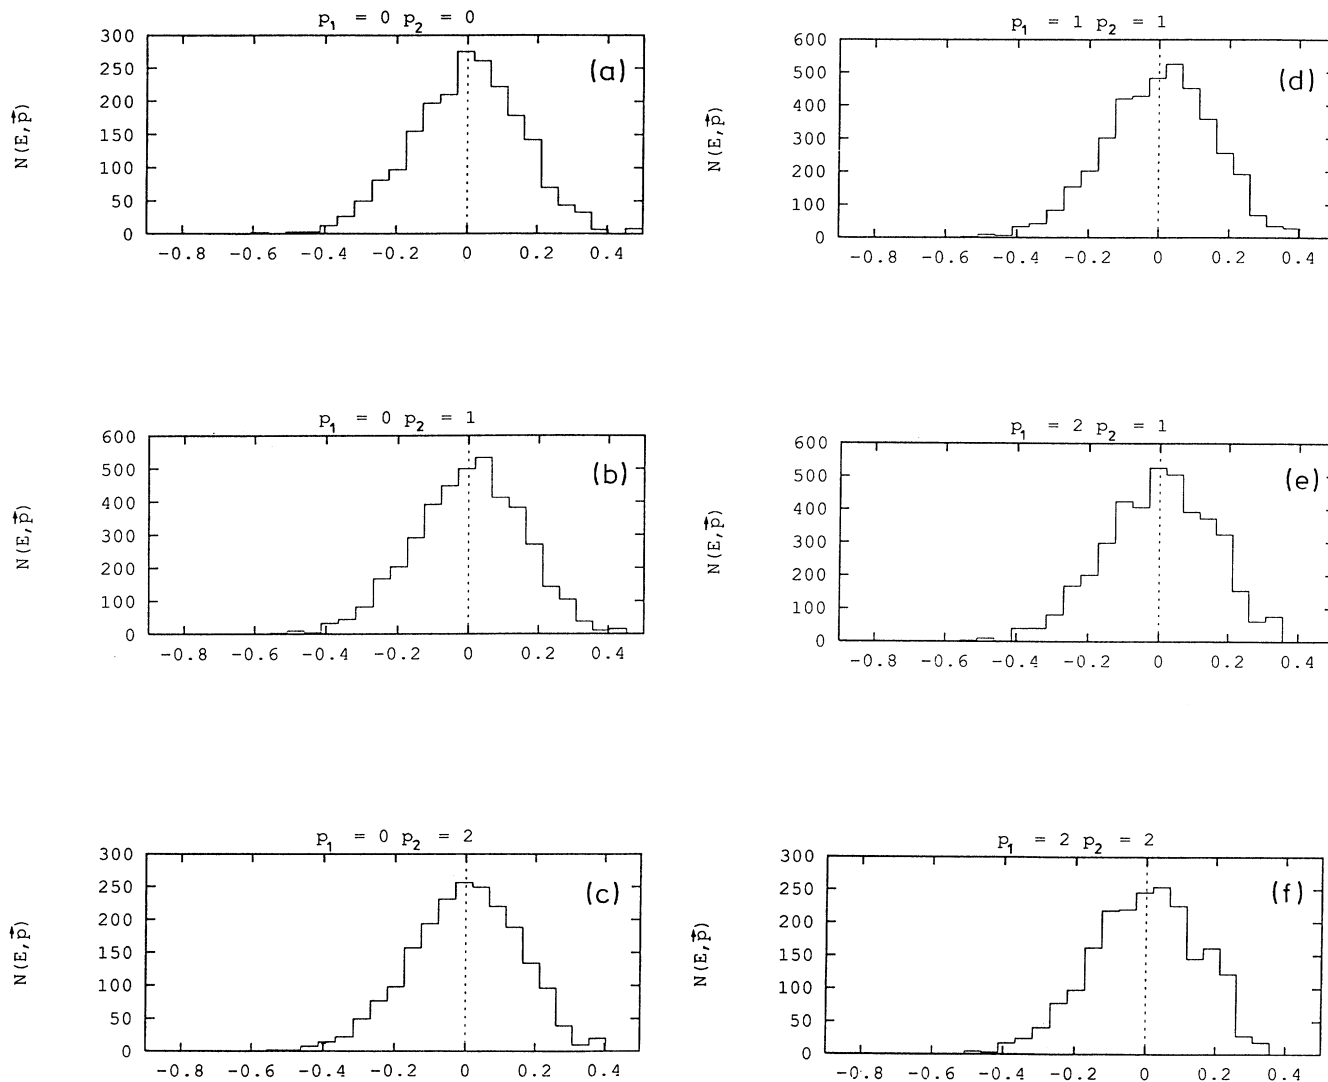 p1 = 0 p2 = 0
300
250
200
150
100
50
0
N(E,p⃗)
(a)
-0.8 -0.6 -0.4 -0.2 0 0.2 0.4
p1 = 1 p2 = 1
600
500
400
300
200
100
0
N(E,p⃗)
(d)
-0.8 -0.6 -0.4 -0.2 0 0.2 0.4
p1 = 0 p2 = 1
600
500
400
300
200
100
0
N(E,p⃗)
(b)
-0.8 -0.6 -0.4 -0.2 0 0.2 0.4
p1 = 2 p2 = 1
600
500
400
300
200
100
0
N(E,p⃗)
(e)
-0.8 -0.6 -0.4 -0.2 0 0.2 0.4
p1 = 0 p2 = 2
300
250
200
150
100
50
0
N(E,p⃗)
(c)
-0.8 -0.6 -0.4 -0.2 0 0.2 0.4
p1 = 2 p2 = 2
300
250
200
150
100
50
0
N(E,p⃗)
(f)
-0.8 -0.6 -0.4 -0.2 0 0.2 0.4